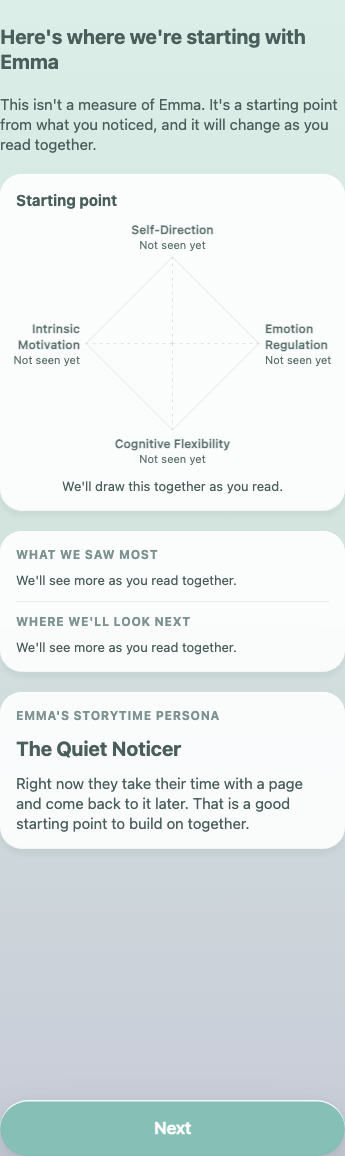 Here's where we're starting with
Emma
This isn't a measure of Emma. It's a starting point
from what you noticed, and it will change as you
read together.
Starting point
Self-Direction
Not seen yet
Intrinsic
Motivation
Not seen yet
Emotion
Regulation
Not seen yet
Cognitive Flexibility
Not seen yet
We'll draw this together as you read.
WHAT WE SAW MOST
We'll see more as you read together.
WHERE WE'LL LOOK NEXT
We'll see more as you read together.
EMMA'S STORYTIME PERSONA
The Quiet Noticer
Right now they take their time with a page
and come back to it later. That is a good
starting point to build on together.
Next